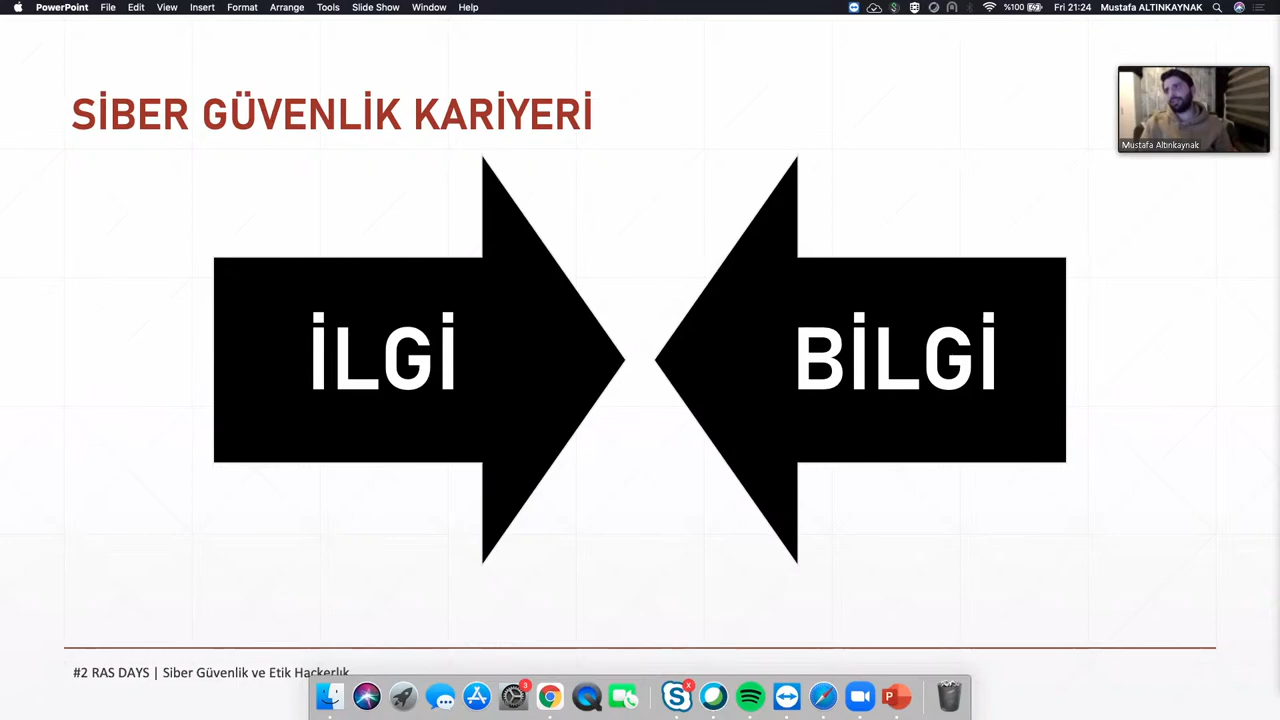 PowerPoint File Edit View Insert Format Arrange Tools Slide Show Window Help %100 Fri 21:24 Mustafa ALTINKAYNAK
SİBER GÜVENLİK KARİYERİ
Mustafa Altınkaynak
İLGİ
BİLGİ
#2 RAS DAYS | Siber Güvenlik ve Etik Hackerlık
3
X
P